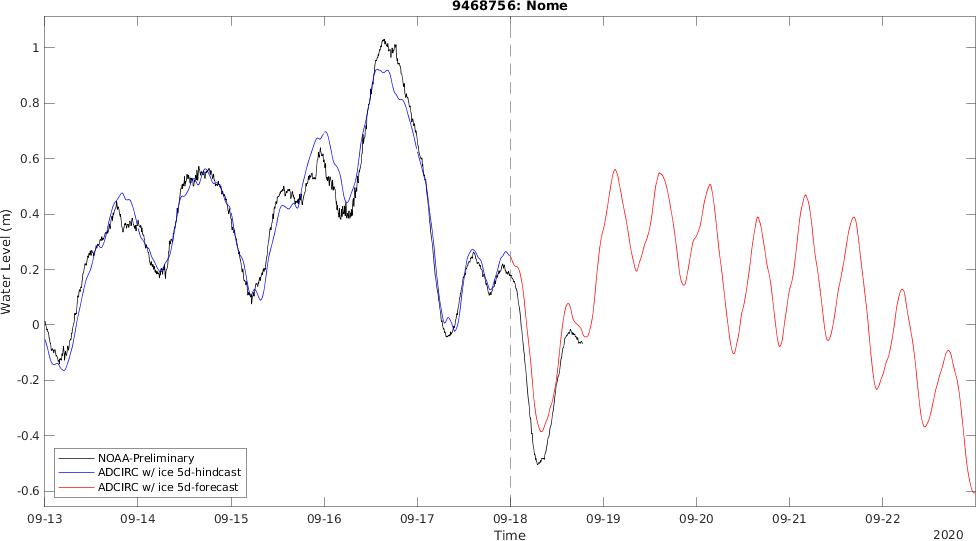 9468756: Nome
Water Level (m)
1
0.8
0.6
0.4
0.2
0
-0.2
-0.4
-0.6
NOAA-Preliminary
ADCIRC w/ ice 5d-hindcast
ADCIRC w/ ice 5d-forecast
09-13 09-14 09-15 09-16 09-17 09-18 09-19 09-20 09-21 09-22
Time
2020